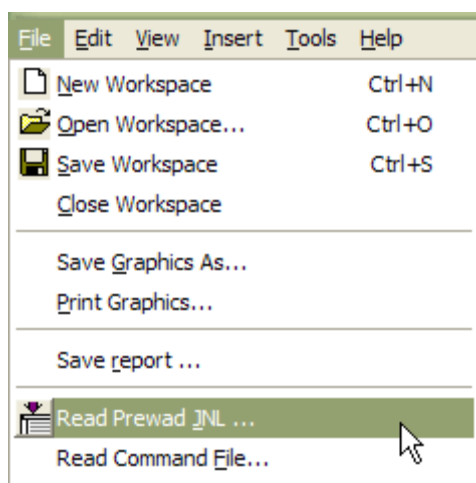 File Edit View Insert Tools Help
New Workspace Ctrl+N
Open Workspace... Ctrl+O
Save Workspace Ctrl+S
Close Workspace
Save Graphics As...
Print Graphics...
Save report ...
Read Prewad JNL ...
Read Command File...